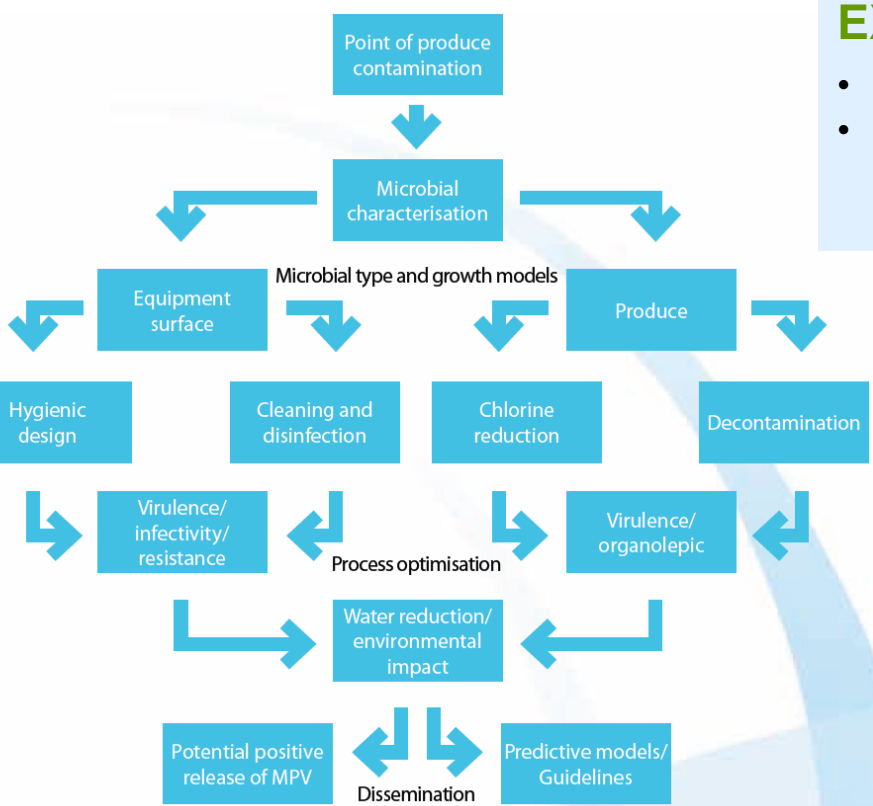 EX
Point of produce
contamination
•
•
Microbial
characterisation
Microbial type and growth models
Equipment
surface
Produce
Hygienic
design
Cleaning and
disinfection
Chlorine
reduction
Decontamination
Virulence/
infectivity/
resistance
Virulence/
organolepic
Process optimisation
Water reduction/
environmental
impact
Potential positive
release of MPV
Predictive models/
Guidelines
Dissemination